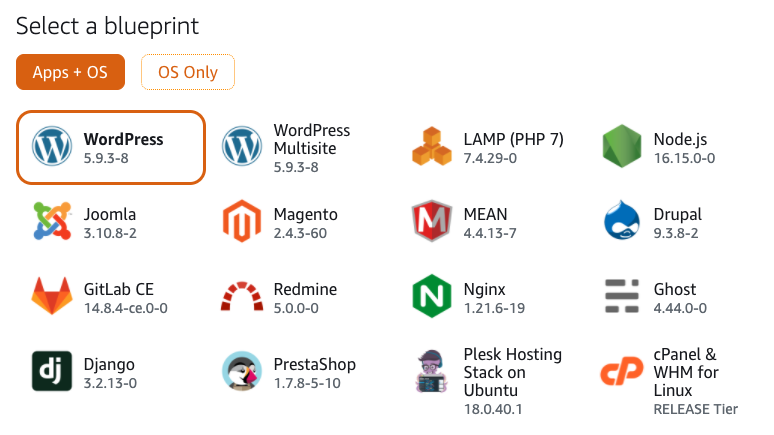 Select a blueprint
Apps + OS
OS Only
WordPress
5.9.3-8
WordPress
Multisite
5.9.3-8
LAMP (PHP 7)
7.4.29-0
Node.js
16.15.0-0
Joomla
3.10.8-2
Magento
2.4.3-60
MEAN
4.4.13-7
Drupal
9.3.8-2
GitLab CE
14.8.4-ce.0-0
Redmine
5.0.0-0
Nginx
1.21.6-19
Ghost
4.44.0-0
dj
Django
3.2.13-0
PrestaShop
1.7.8-5-10
Plesk Hosting
Stack on
Ubuntu
18.0.40.1
cP
cPanel &
WHM for
Linux
RELEASE Tier